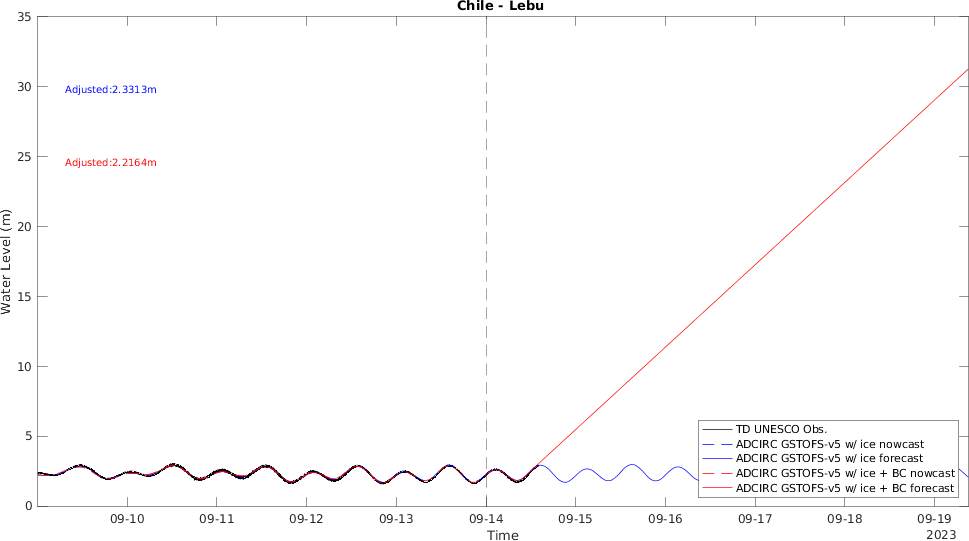 Chile - Lebu
35
30
25
20
15
10
5
0
Water Level (m)
Adjusted:2.3313m
Adjusted:2.2164m
TD UNESCO Obs.
ADCIRC GSTOFS-v5 w/ ice nowcast
ADCIRC GSTOFS-v5 w/ ice forecast
ADCIRC GSTOFS-v5 w/ ice + BC nowcast
ADCIRC GSTOFS-v5 w/ ice + BC forecast
09-10 09-11 09-12 09-13 09-14 09-15 09-16 09-17 09-18 09-19
2023
Time